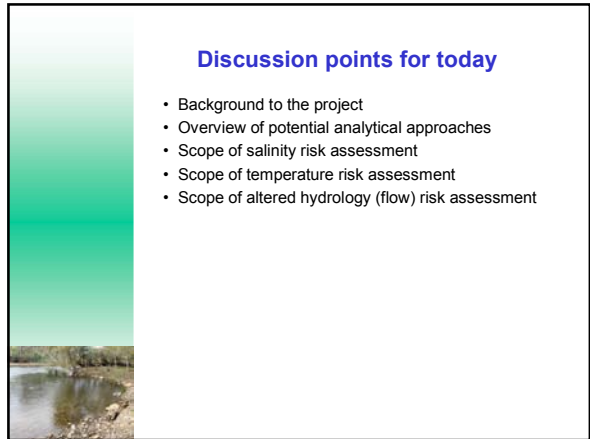 Discussion points for today
• Background to the project
• Overview of potential analytical approaches
• Scope of salinity risk assessment
• Scope of temperature risk assessment
• Scope of altered hydrology (flow) risk assessment